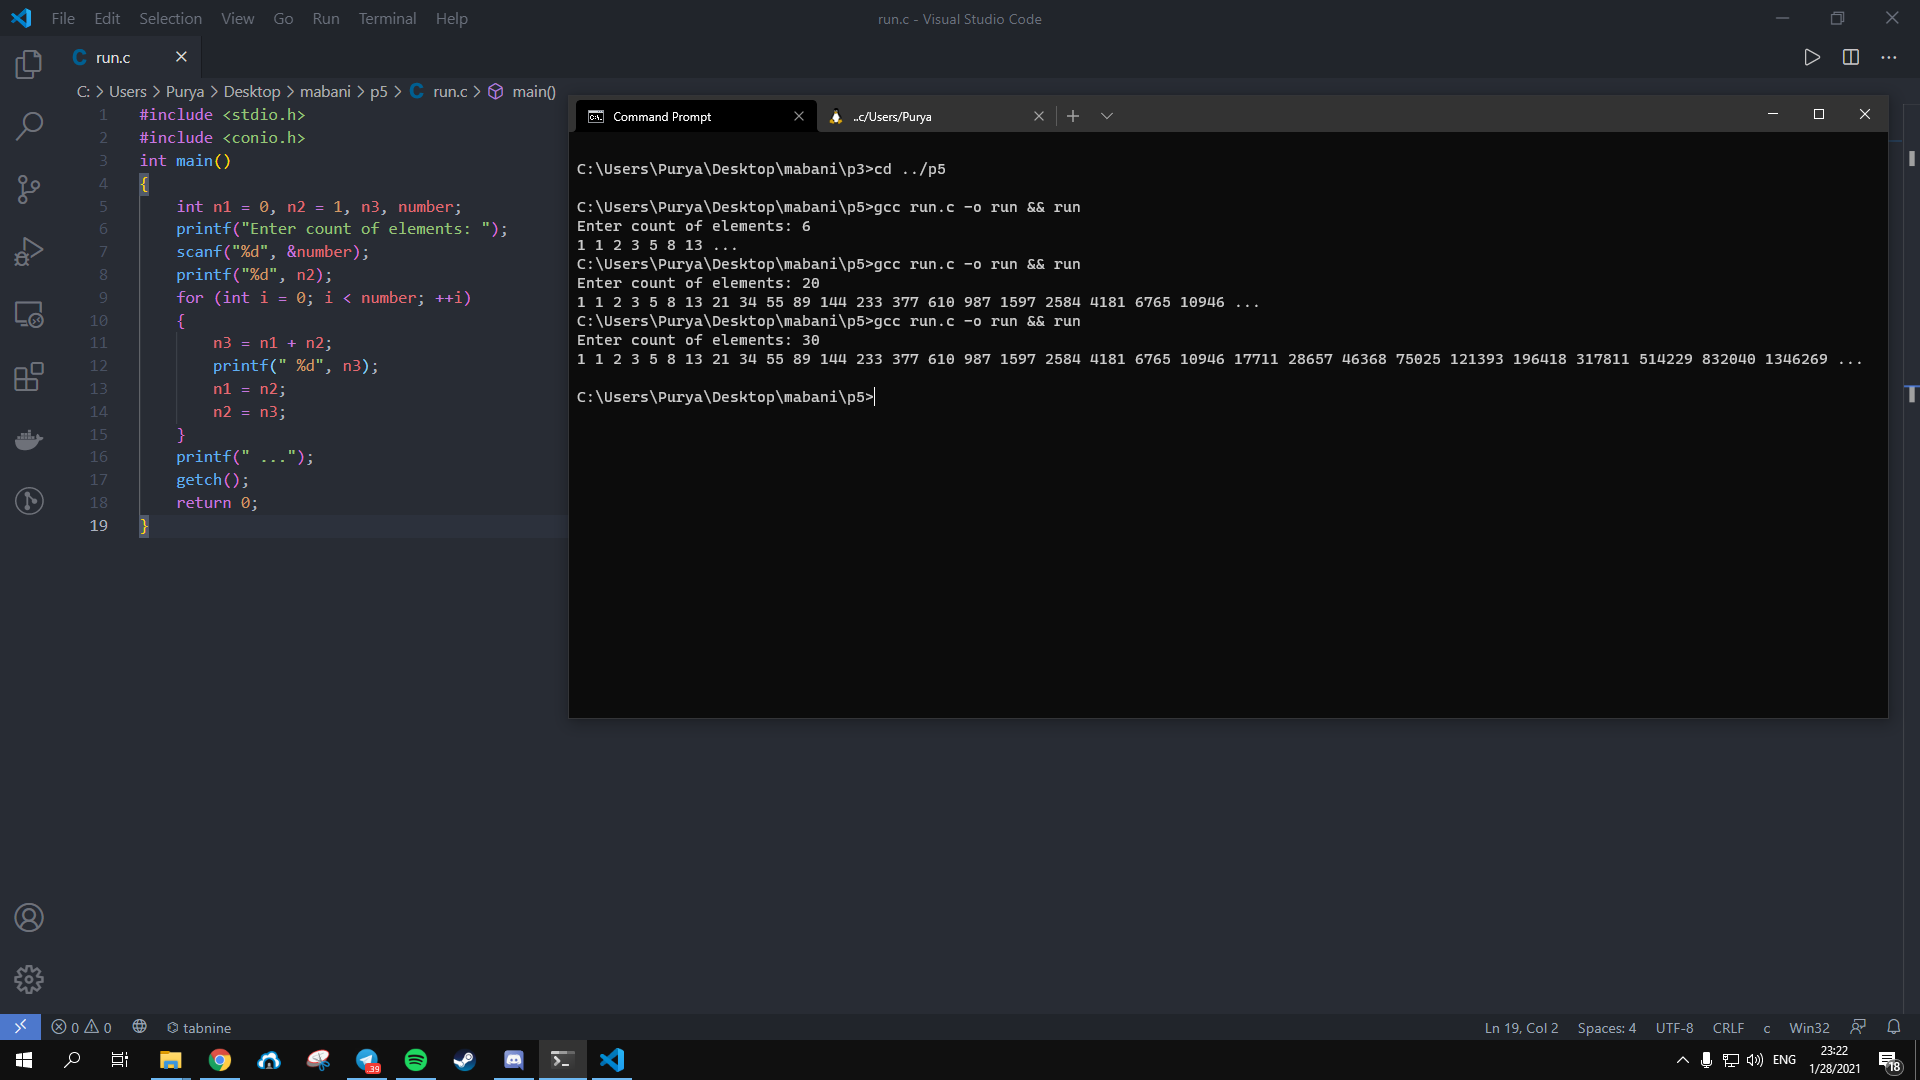 File Edit Selection View Go Run Terminal Help
run.c - Visual Studio Code
C run.c
C: > Users > Purya > Desktop > mabani > p5 > C run.c > main()
1 #include <stdio.h>
2 #include <conio.h>
3 int main()
4 {
5 int n1 = 0, n2 = 1, n3, number;
6 printf("Enter count of elements: ");
7 scanf("%d", &number);
8 printf("%d", n2);
9 for (int i = 0; i < number; ++i)
10 {
11 n3 = n1 + n2;
12 printf(" %d", n3);
13 n1 = n2;
14 n2 = n3;
15 }
16 printf(" ...");
17 getch();
18 return 0;
19 }
Command Prompt
..c/Users/Purya
C:\Users\Purya\Desktop\mabani\p3>cd ../p5
C:\Users\Purya\Desktop\mabani\p5>gcc run.c -o run && run
Enter count of elements: 6
1 1 2 3 5 8 13 ...
C:\Users\Purya\Desktop\mabani\p5>gcc run.c -o run && run
Enter count of elements: 20
1 1 2 3 5 8 13 21 34 55 89 144 233 377 610 987 1597 2584 4181 6765 10946 ...
C:\Users\Purya\Desktop\mabani\p5>gcc run.c -o run && run
Enter count of elements: 30
1 1 2 3 5 8 13 21 34 55 89 144 233 377 610 987 1597 2584 4181 6765 10946 17711 28657 46368 75025 121393 196418 317811 514229 832040 1346269 ...
C:\Users\Purya\Desktop\mabani\p5>
0 0 tabnine
Ln 19, Col 2 Spaces: 4 UTF-8 CRLF c Win32
39
ENG
23:22
1/28/2021
18